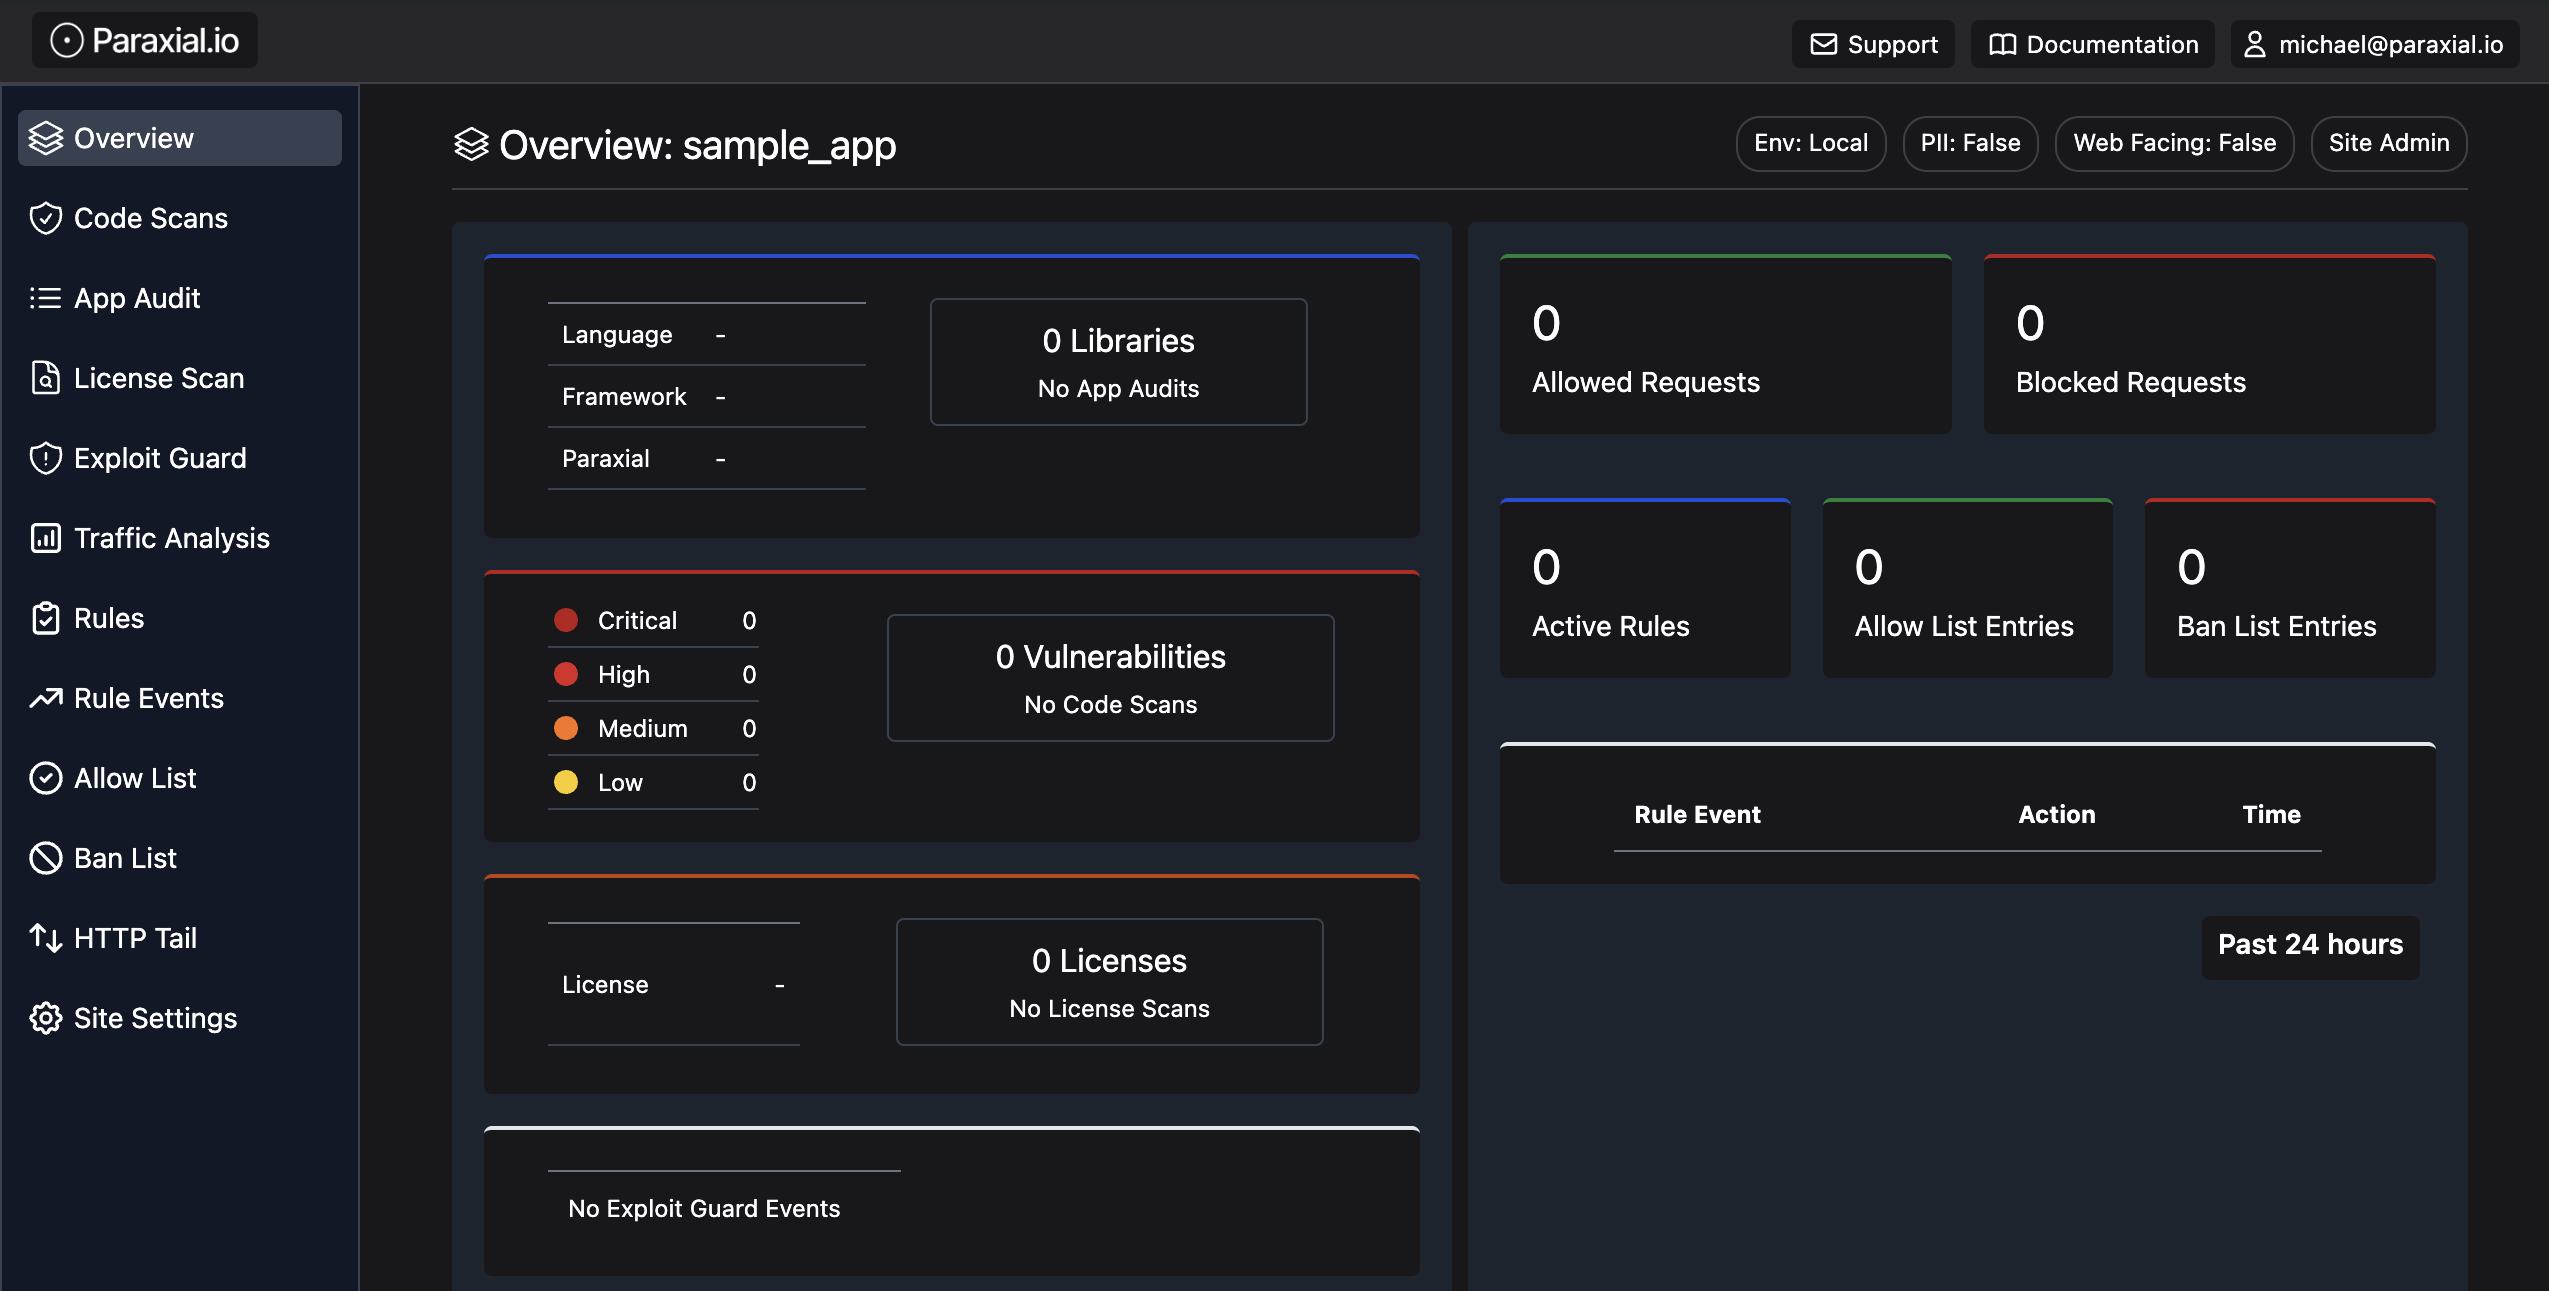 Paraxial.io
Support
Documentation
michael@paraxial.io
Overview
Code Scans
App Audit
License Scan
Exploit Guard
Traffic Analysis
Rules
Rule Events
Allow List
Ban List
HTTP Tail
Site Settings
Overview: sample_app
Env: Local
PII: False
Web Facing: False
Site Admin
Language -
Framework -
Paraxial -
0 Libraries
No App Audits
Critical 0
High 0
Medium 0
Low 0
0 Vulnerabilities
No Code Scans
License -
0 Licenses
No License Scans
No Exploit Guard Events
0
Allowed Requests
0
Blocked Requests
0
Active Rules
0
Allow List Entries
0
Ban List Entries
Rule Event Action Time
Past 24 hours